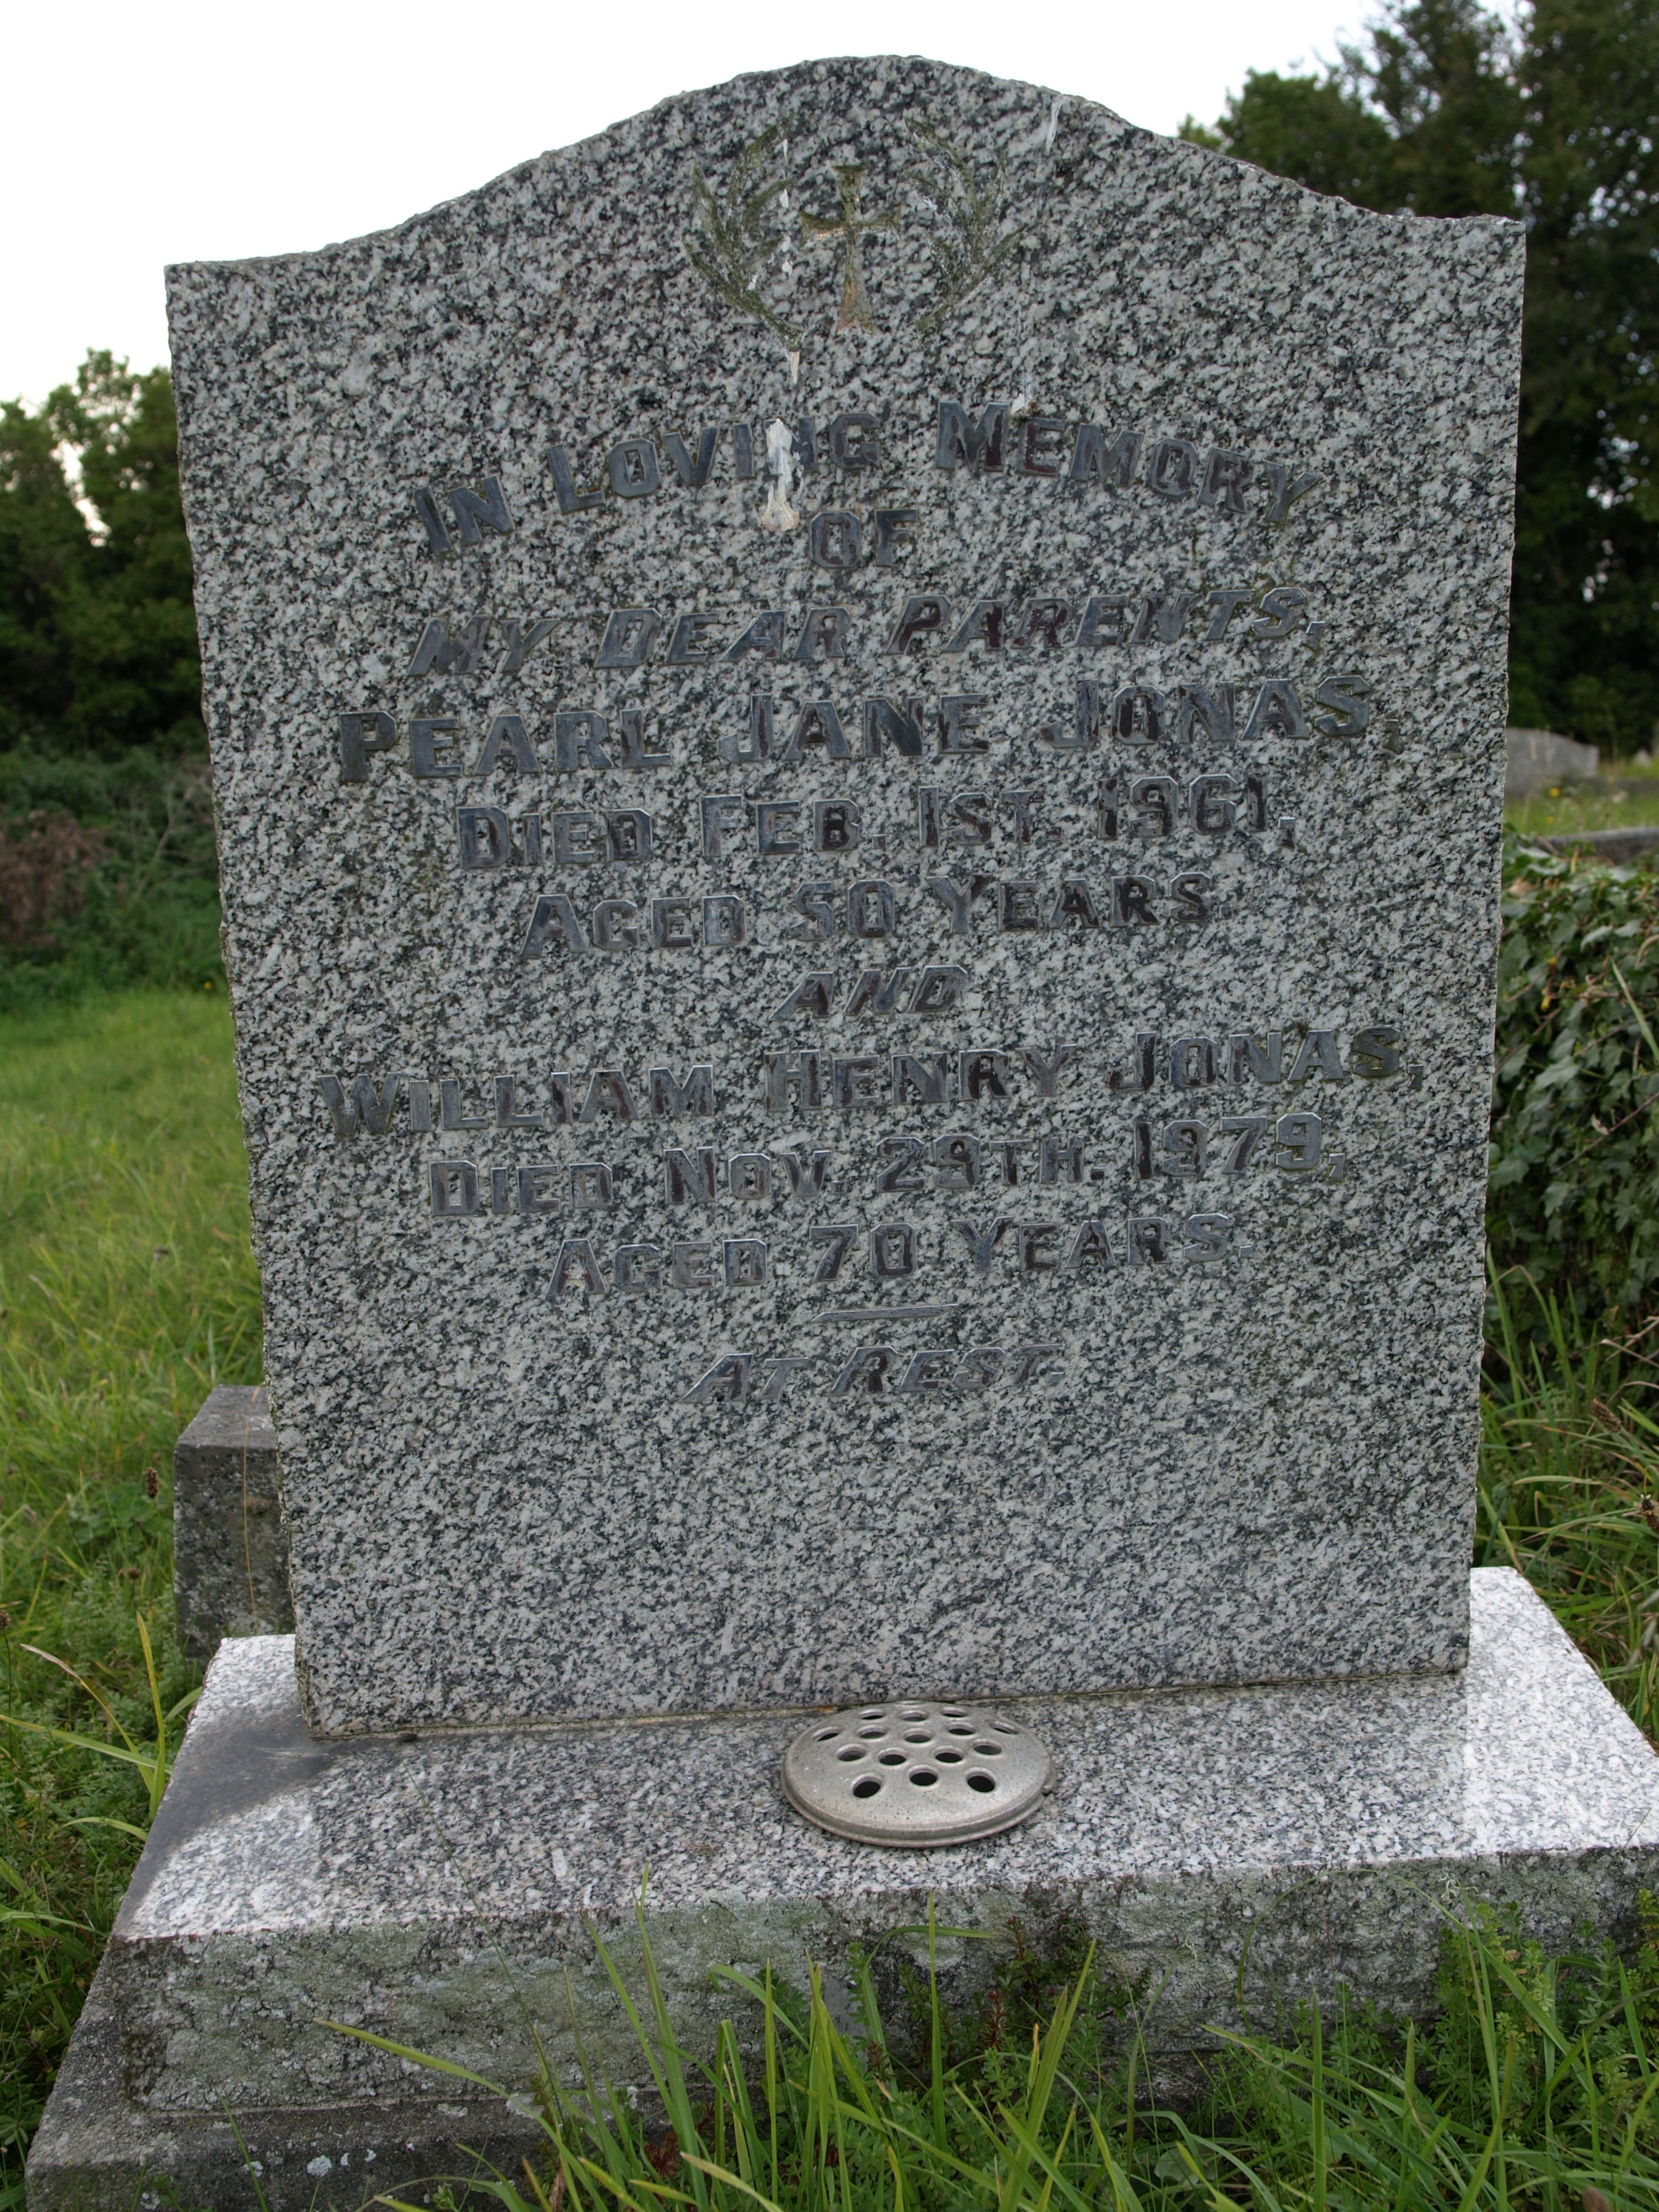 IN LOVING MEMORY
OF
MY DEAR PARENTS,
PEARL JANE JONAS,
DIED FEB. 1ST. 1961,
AGED 50 YEARS
AND
WILLIAM HENRY JONAS,
DIED NOV. 29TH. 1979,
AGED 70 YEARS.
AT REST.